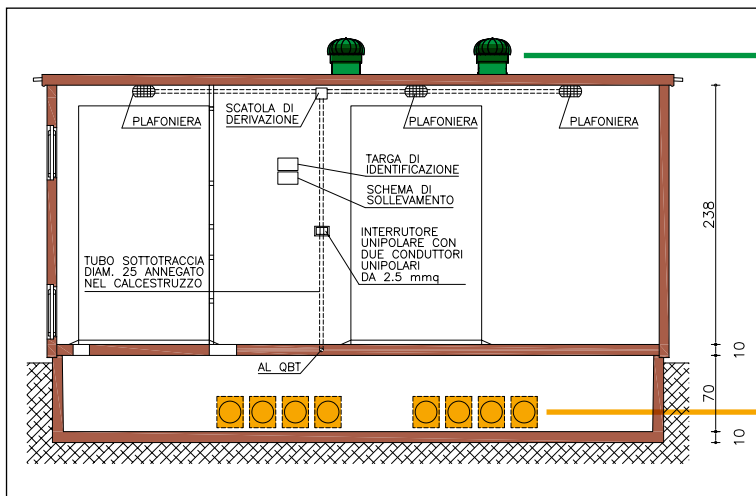 PLAFONIERA
SCATOLA DI
DERIVAZIONE
PLAFONIERA
PLAFONIERA
TARGA DI
IDENTIFICAZIONE
SCHEMA DI
SOLLEVAMENTO
INTERRUTORE
UNIPOLARE CON
DUE CONDUTTORI
UNIPOLARI
DA 2.5 mmq
TUBO SOTTOTRACCIA
DIAM. 25 ANNEGATO
NEL CALCESTRUZZO
AL QBT
238
10
70
10